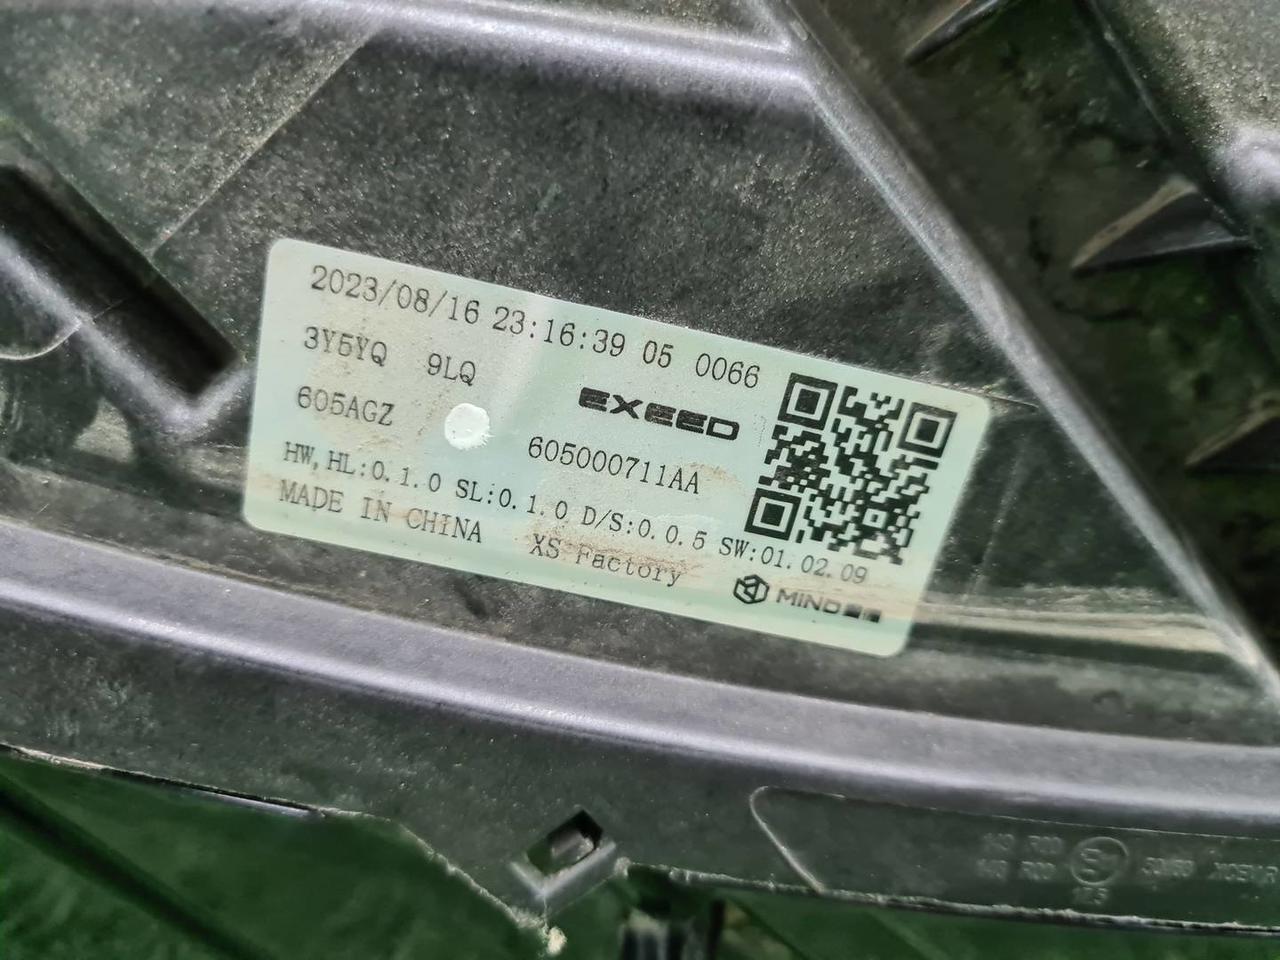 2023/08/16 23:16:39 05 0066
3Y5YQ 9LQ
EXEED
605AGZ
605000711AA
HW,HL:0.1.0 SL:0.1.0 D/S:0.0.5 SW:01.02.09
MADE IN CHINA XS Factory
MIND